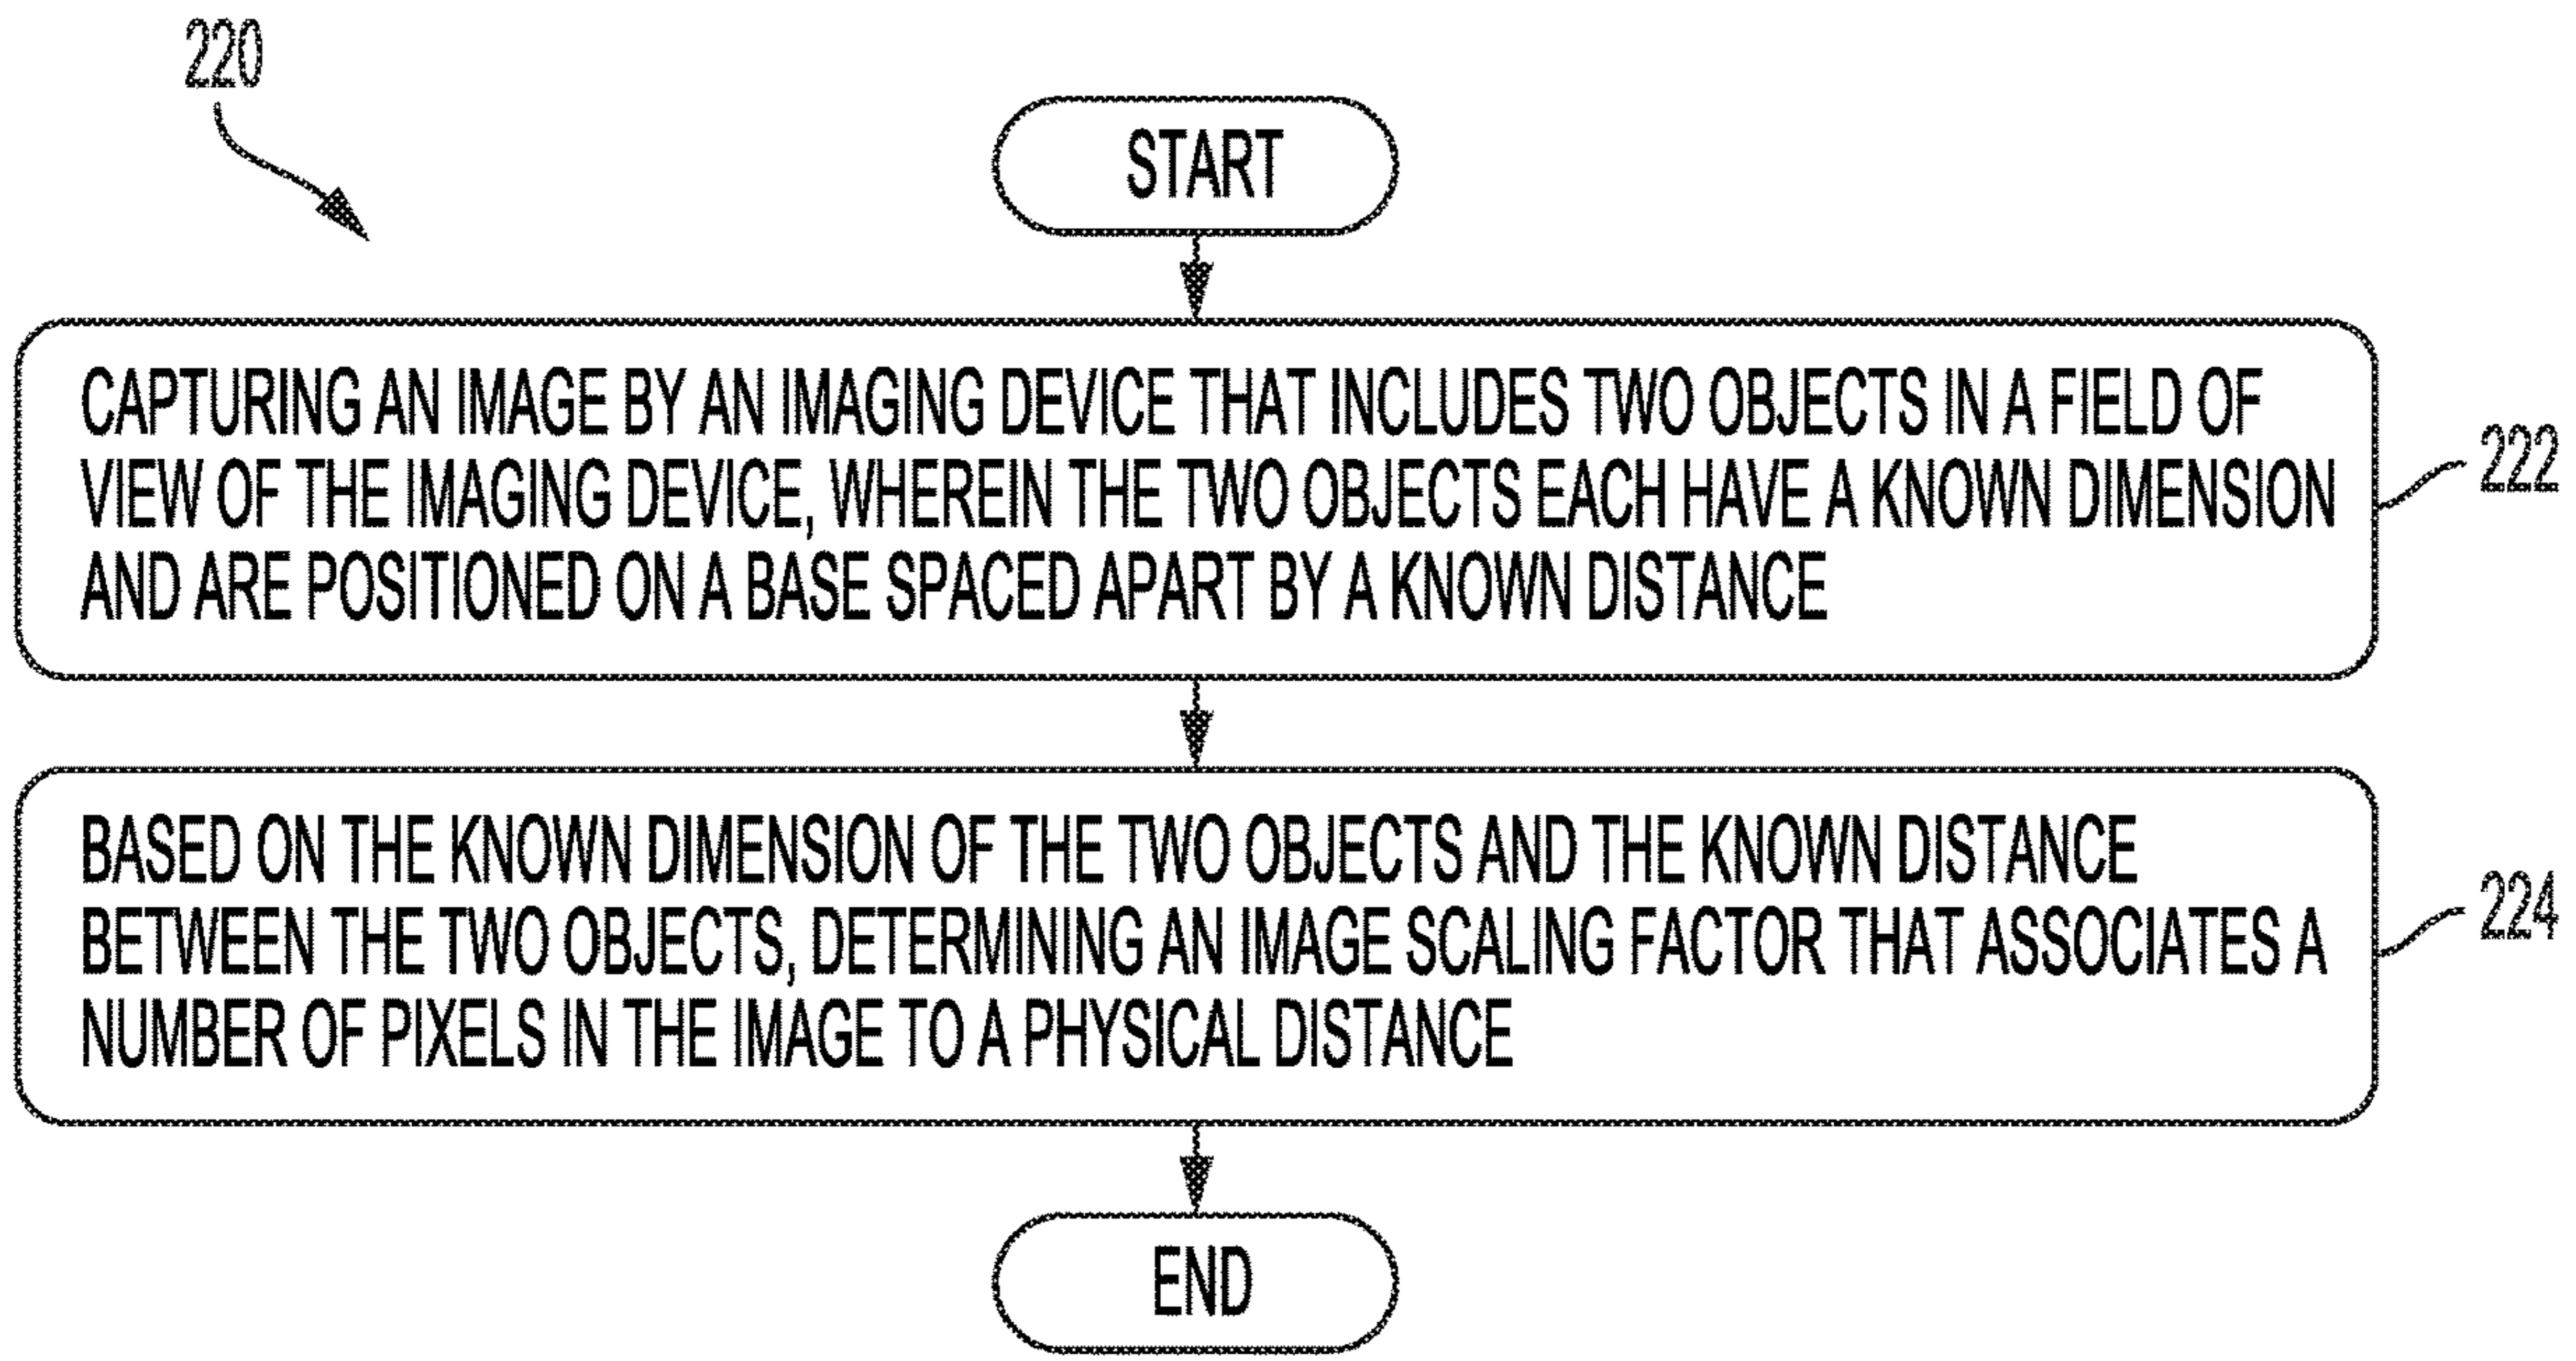 220
START
CAPTURING AN IMAGE BY AN IMAGING DEVICE THAT INCLUDES TWO OBJECTS IN A FIELD OF
VIEW OF THE IMAGING DEVICE, WHEREIN THE TWO OBJECTS EACH HAVE A KNOWN DIMENSION
AND ARE POSITIONED ON A BASE SPACED APART BY A KNOWN DISTANCE
222
BASED ON THE KNOWN DIMENSION OF THE TWO OBJECTS AND THE KNOWN DISTANCE
BETWEEN THE TWO OBJECTS, DETERMINING AN IMAGE SCALING FACTOR THAT ASSOCIATES A
NUMBER OF PIXELS IN THE IMAGE TO A PHYSICAL DISTANCE
224
END